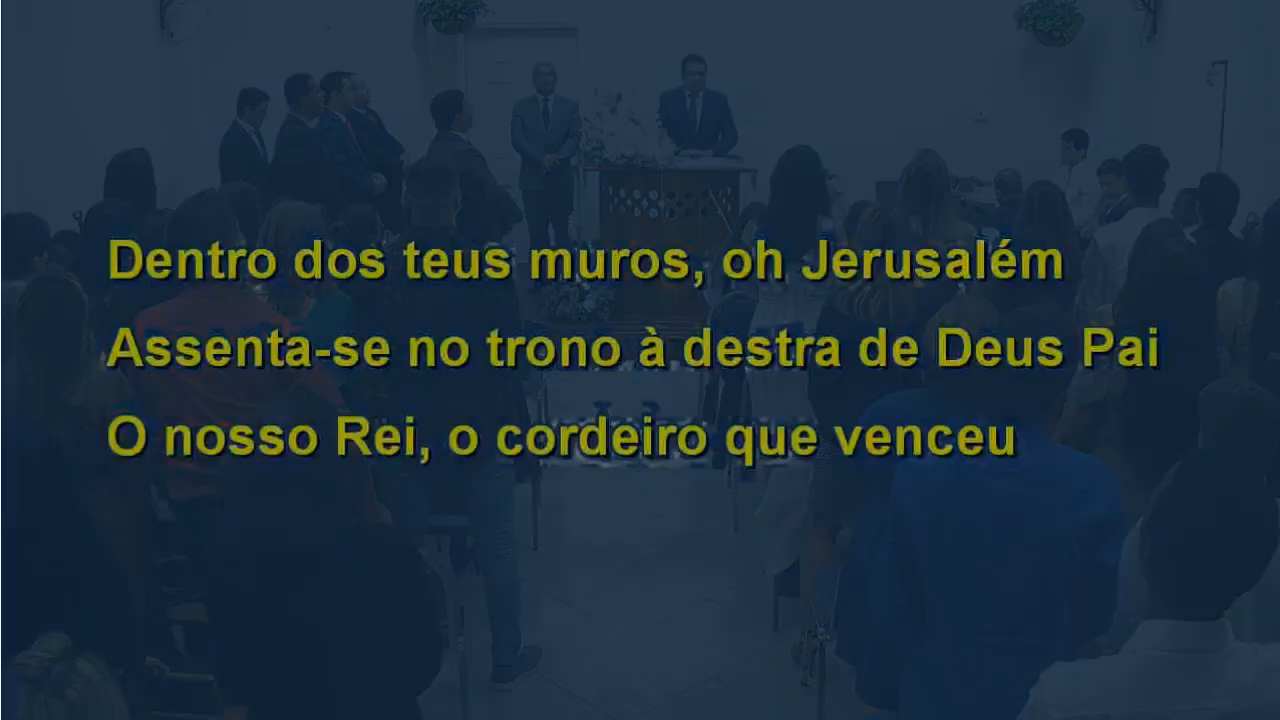 Dentro dos teus muros, oh Jerusalém
Assenta-se no trono à destra de Deus Pai
O nosso Rei, o cordeiro que venceu